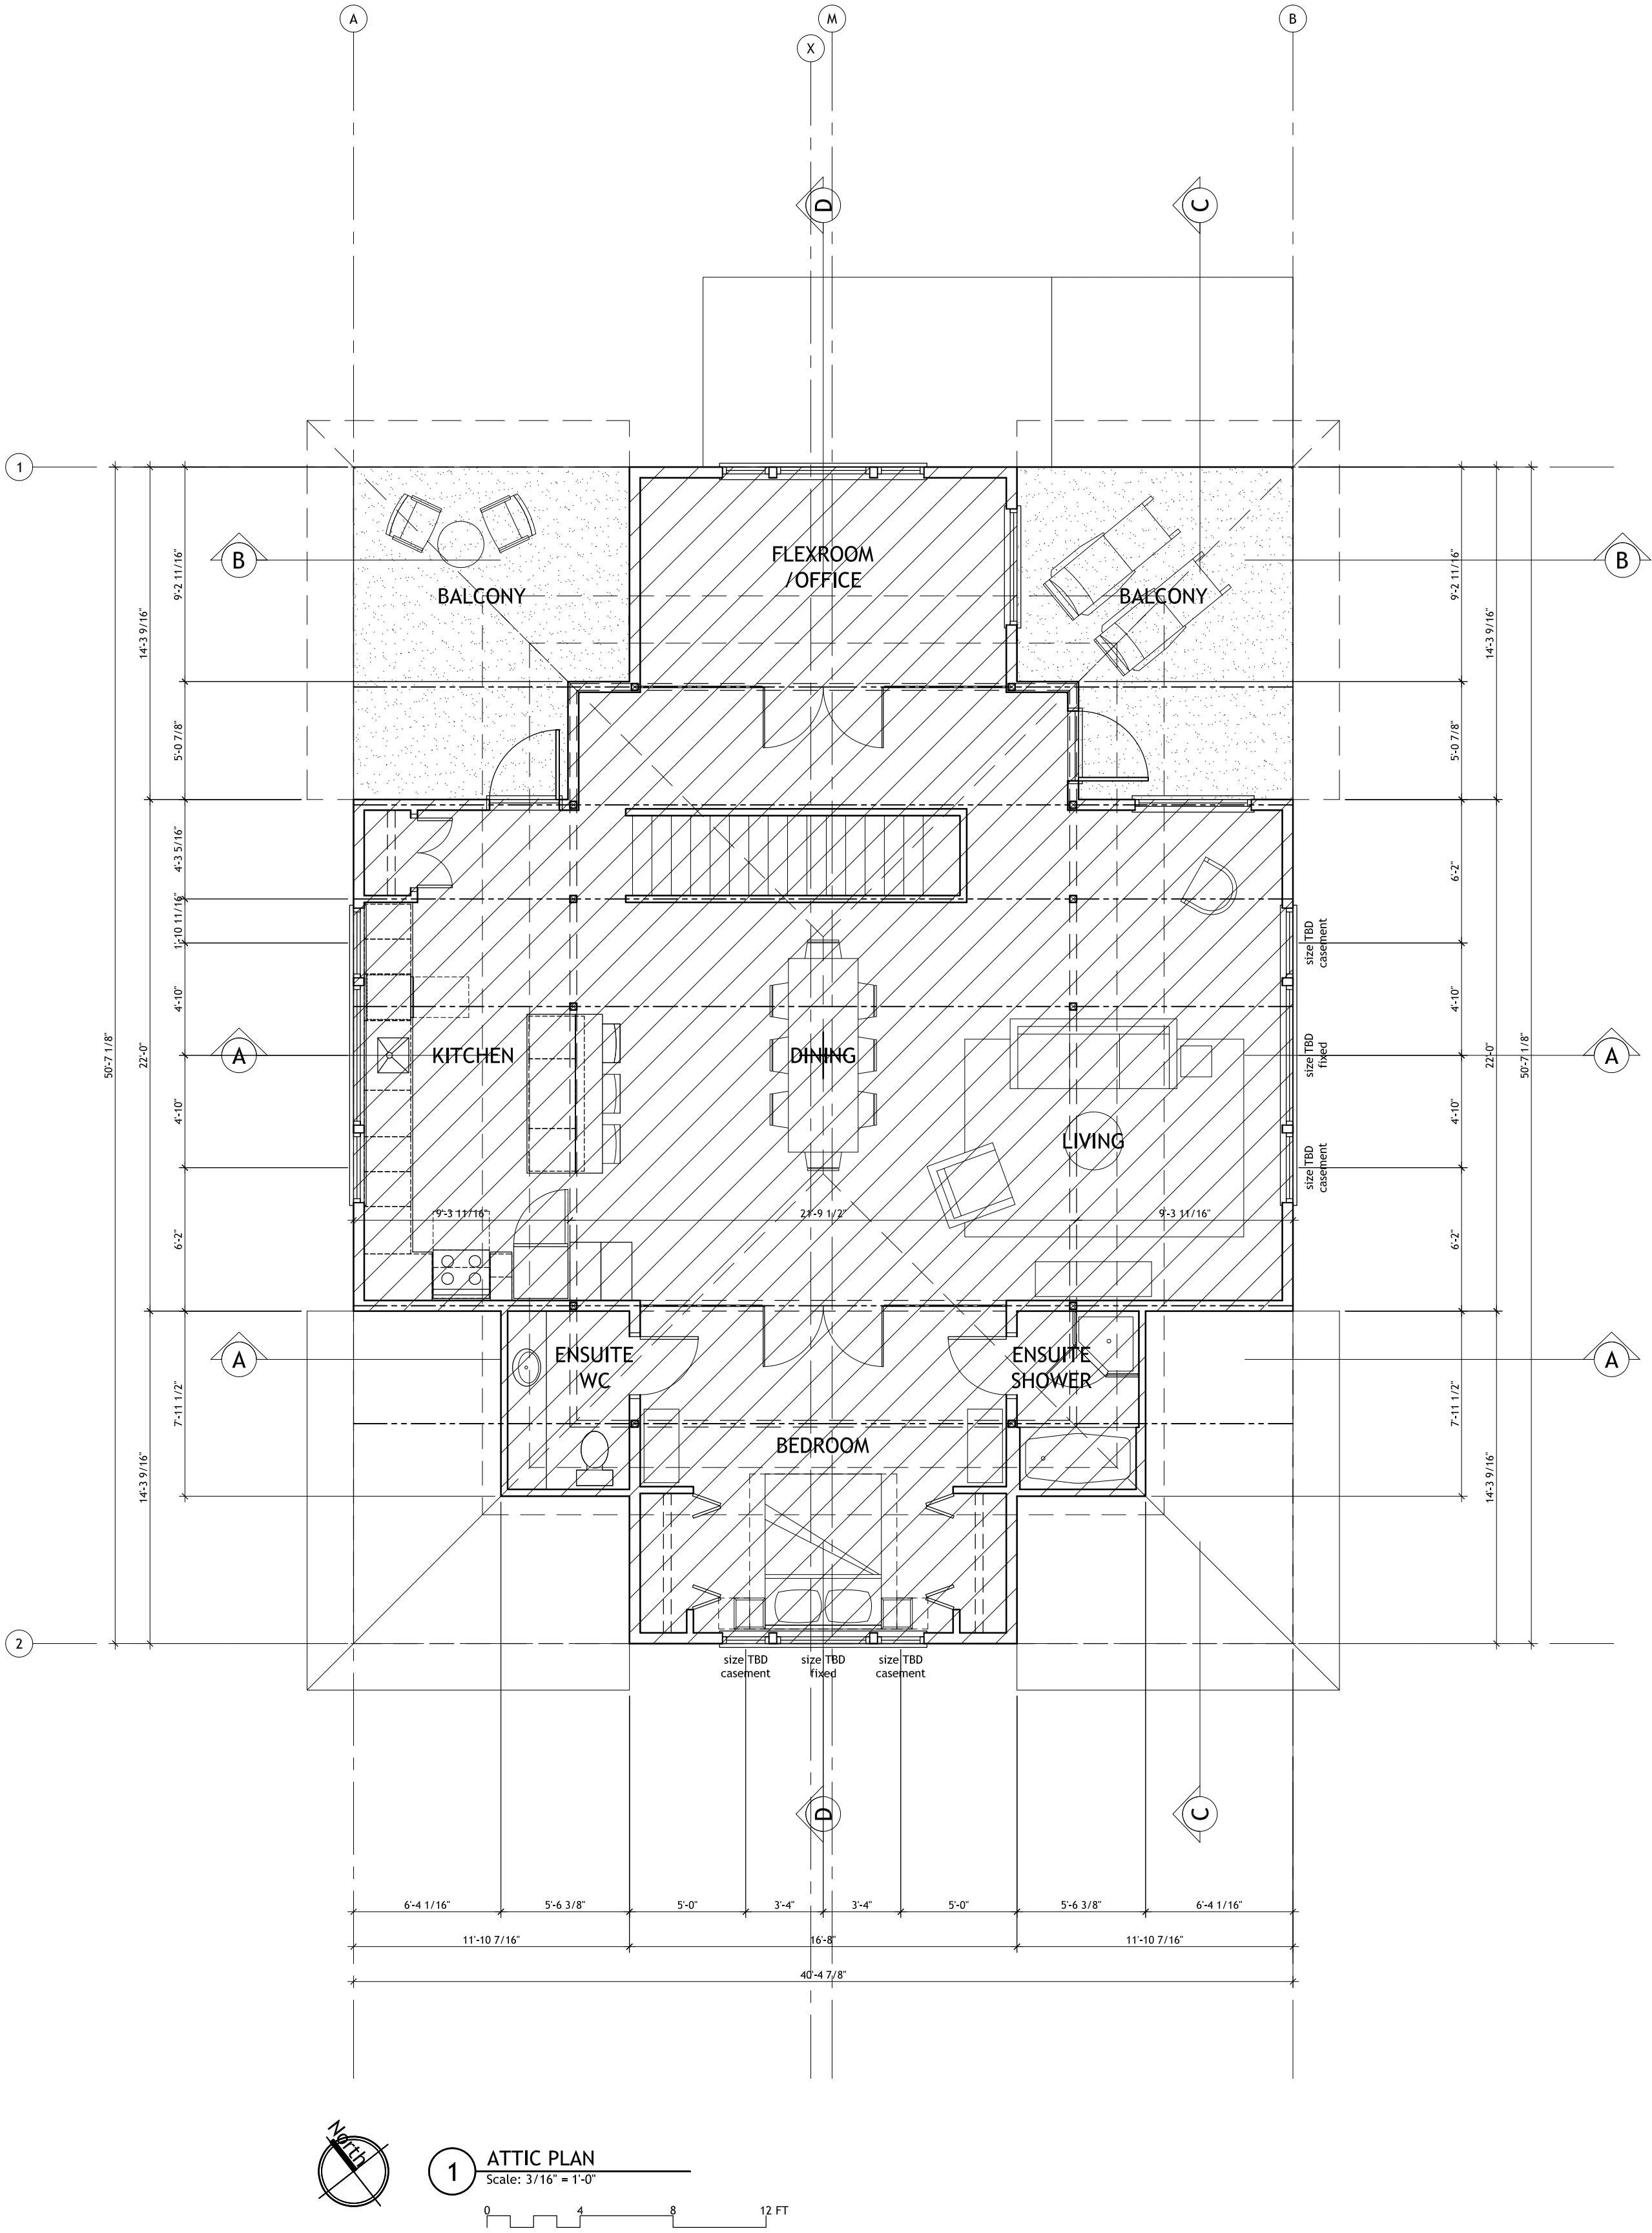 A
M
B
X
D
C
1
B
FLEXROOM
/OFFICE
B
BALCONY
BALCONY
9'-2 11/16"
14'-3 9/16"
5'-0 7/8"
9'-2 11/16"
14'-3 9/16"
5'-0 7/8"
4'-3 5/16"
1'-10 11/16"
4'-10"
50'-7 1/8"
22'-0"
4'-10"
6'-2"
6'-2"
size TBD
casement
4'-10"
A
KITCHEN
DINING
size TBD
fixed
22'-0"
50'-7 1/8"
A
LIVING
4'-10"
size TBD
casement
9'-3 11/16"
21'-9 1/2"
9'-3 11/16"
6'-2"
A
ENSUITE
WC
ENSUITE
SHOWER
A
7'-11 1/2"
BEDROOM
7'-11 1/2"
14'-3 9/16"
14'-3 9/16"
2
size TBD
casement
size TBD
fixed
size TBD
casement
D
C
6'-4 1/16"
5'-6 3/8"
5'-0"
3'-4"
3'-4"
5'-0"
5'-6 3/8"
6'-4 1/16"
11'-10 7/16"
16'-8"
11'-10 7/16"
40'-4 7/8"
North
1
ATTIC PLAN
Scale: 3/16" = 1'-0"
0
4
8
12 FT